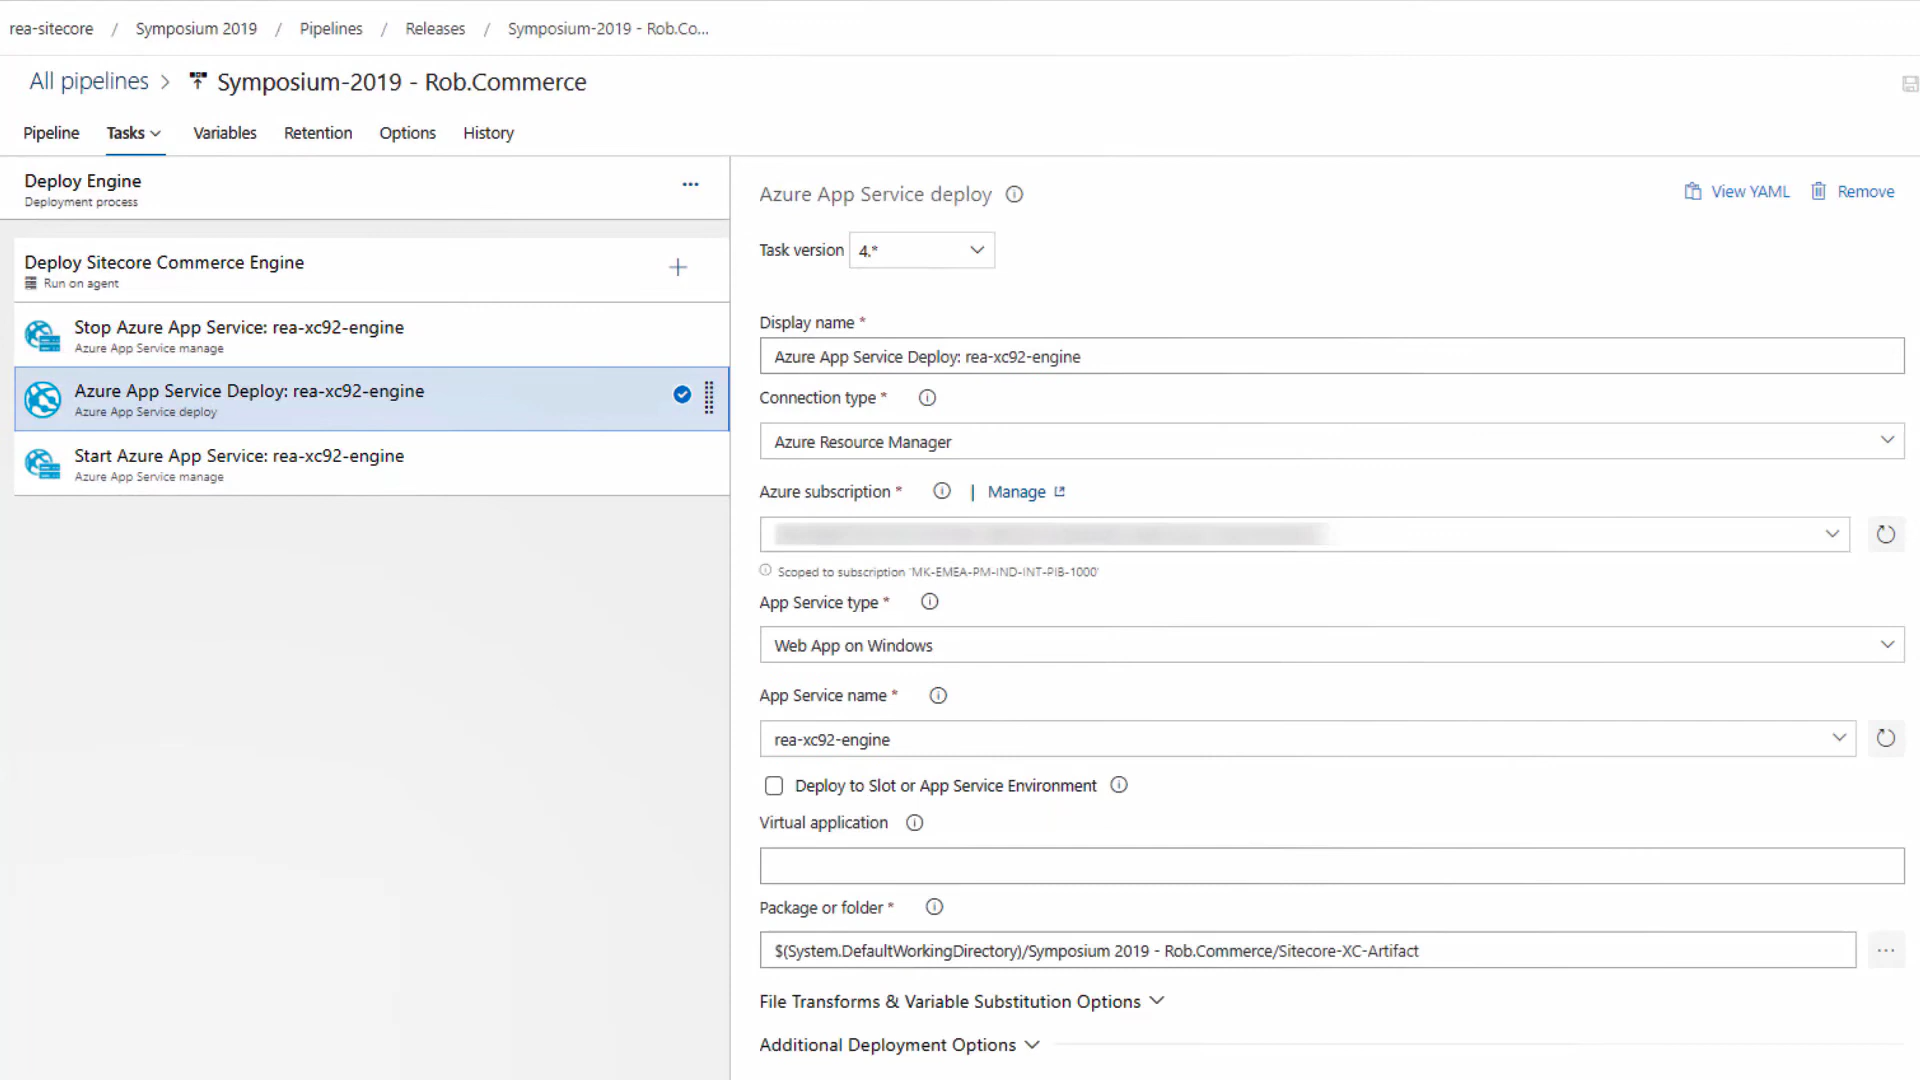 rea-sitecore / Symposium 2019 / Pipelines / Releases / Symposium-2019 - Rob.Co...
All pipelines > Symposium-2019 - Rob.Commerce
Pipeline Tasks Variables Retention Options History
Deploy Engine
Deployment process
...
Deploy Sitecore Commerce Engine
Run on agent
Stop Azure App Service: rea-xc92-engine
Azure App Service manage
Azure App Service Deploy: rea-xc92-engine
Azure App Service deploy
Start Azure App Service: rea-xc92-engine
Azure App Service manage
Azure App Service deploy
View YAML Remove
Task version 4.*
Display name *
Azure App Service Deploy: rea-xc92-engine
Connection type *
Azure Resource Manager
Azure subscription * | Manage
Scoped to subscription 'MK-EMEA-PM-IND-INT-PIB-1000'
App Service type *
Web App on Windows
App Service name *
rea-xc92-engine
Deploy to Slot or App Service Environment
Virtual application
Package or folder *
$(System.DefaultWorkingDirectory)/Symposium 2019 - Rob.Commerce/Sitecore-XC-Artifact
...
File Transforms & Variable Substitution Options
Additional Deployment Options